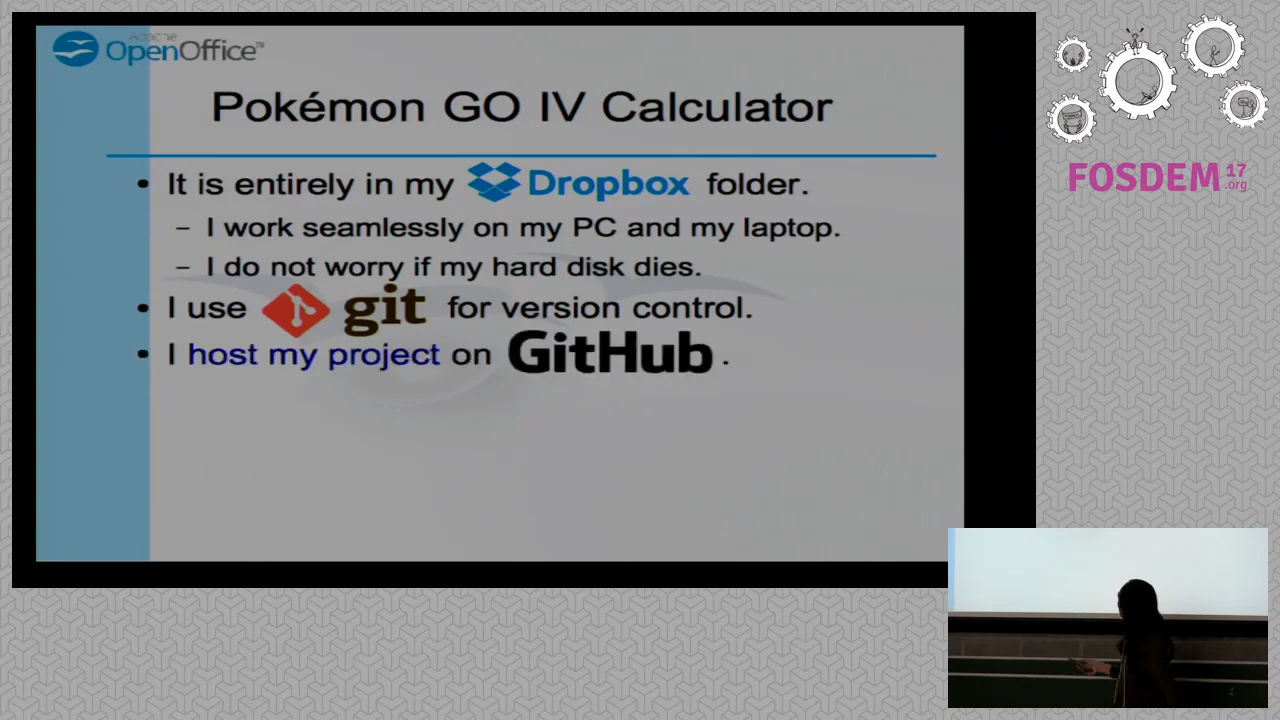 Apache
OpenOffice™
Pokémon GO IV Calculator
• It is entirely in my Dropbox folder.
– I work seamlessly on my PC and my laptop.
– I do not worry if my hard disk dies.
• I use git for version control.
• I host my project on GitHub .
FOSDEM 17
.org